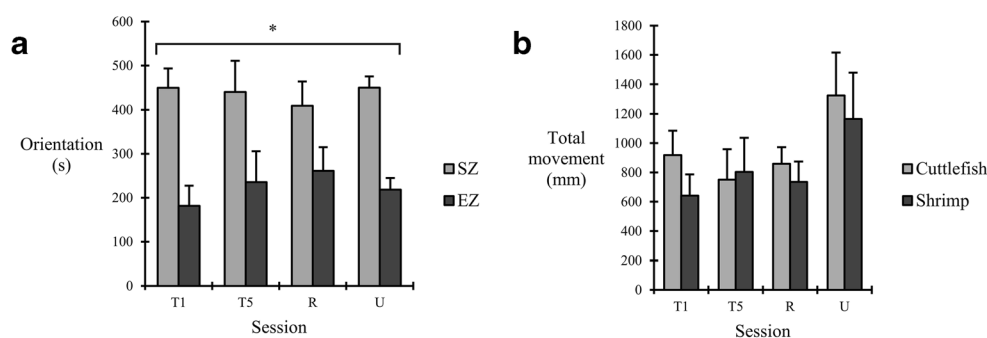 a
Orientation
(s)
600
500
400
300
200
100
0
*
T1 T5 R U
Session
SZ
EZ
b
Total
movement
(mm)
1800
1600
1400
1200
1000
800
600
400
200
0
T1 T5 R U
Session
Cuttlefish
Shrimp